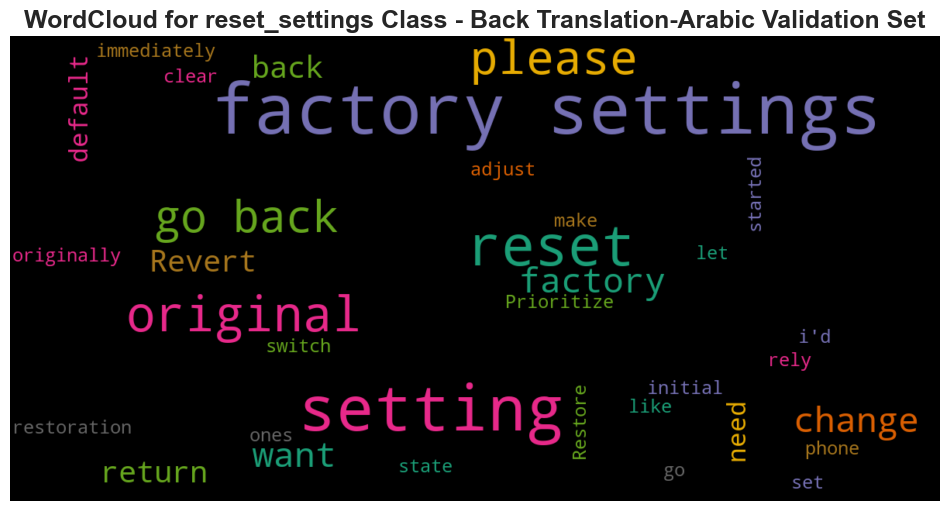 WordCloud for reset_settings Class - Back Translation-Arabic Validation Set
immediately
please
back
clear
default
factory settings
adjust
started
go back
make
reset
originally
Revert
let
factory
Prioritize
original
switch
i'd
rely
initial
setting
Restore
like
need
change
restoration
ones
want
phone
state
return
go
set